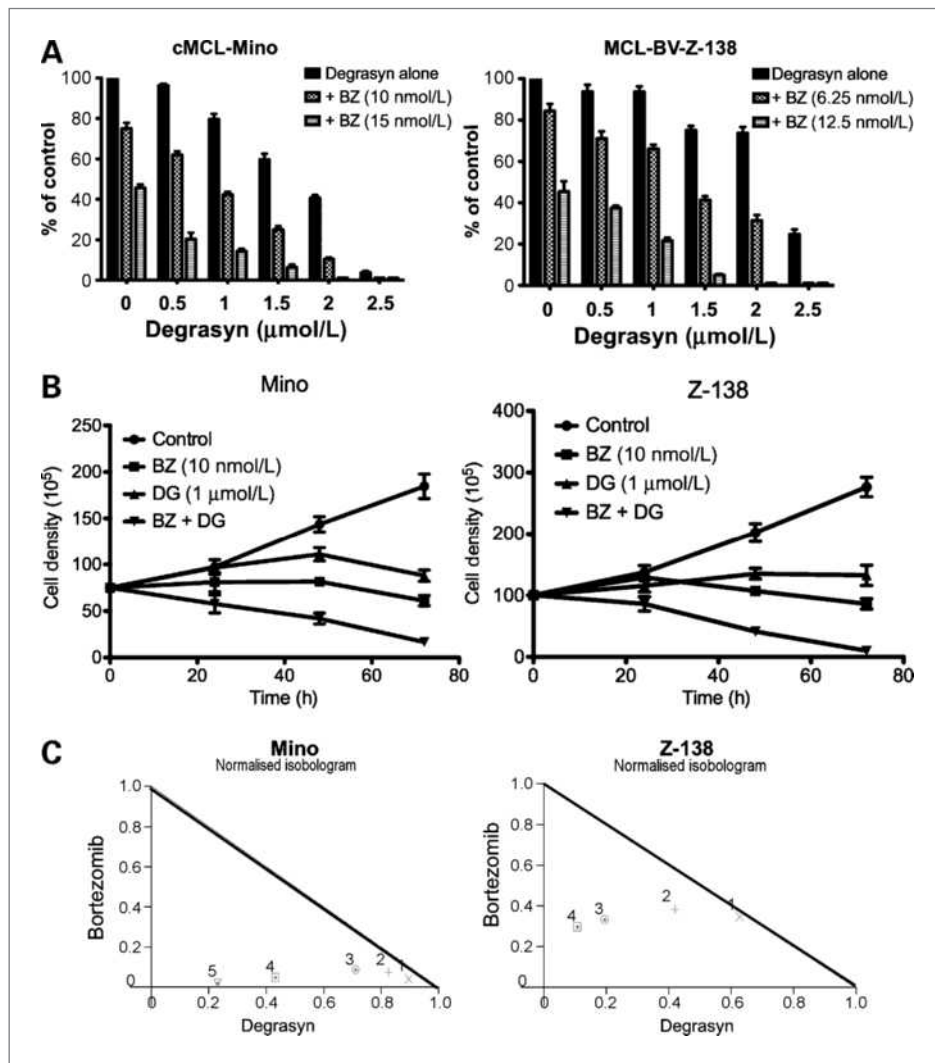 A
cMCL-Mino
MCL-BV-Z-138
Degrasyn alone
+ BZ (10 nmol/L)
+ BZ (15 nmol/L)
Degrasyn alone
+ BZ (6.25 nmol/L)
+ BZ (12.5 nmol/L)
% of control
100
80
60
40
20
0
0 0.5 1 1.5 2 2.5
Degrasyn (μmol/L)
% of control
100
80
60
40
20
0
0 0.5 1 1.5 2 2.5
Degrasyn (μmol/L)
B
Mino
Z-138
Control
BZ (10 nmol/L)
DG (1 μmol/L)
BZ + DG
Cell density (10⁵)
250
200
150
100
50
0
0 20 40 60 80
Time (h)
Control
BZ (10 nmol/L)
DG (1 μmol/L)
BZ + DG
Cell density (10⁵)
400
300
200
100
0
0 20 40 60 80
Time (h)
C
Mino
Normalised isobologram
Z-138
Normalised isobologram
Bortezomib
1.0
0.8
0.6
0.4
0.2
0
5 4 3 2 1
0 0.2 0.4 0.6 0.8 1.0
Degrasyn
Bortezomib
1.0
0.8
0.6
0.4
0.2
0
4 3 2 1
0 0.2 0.4 0.6 0.8 1.0
Degrasyn